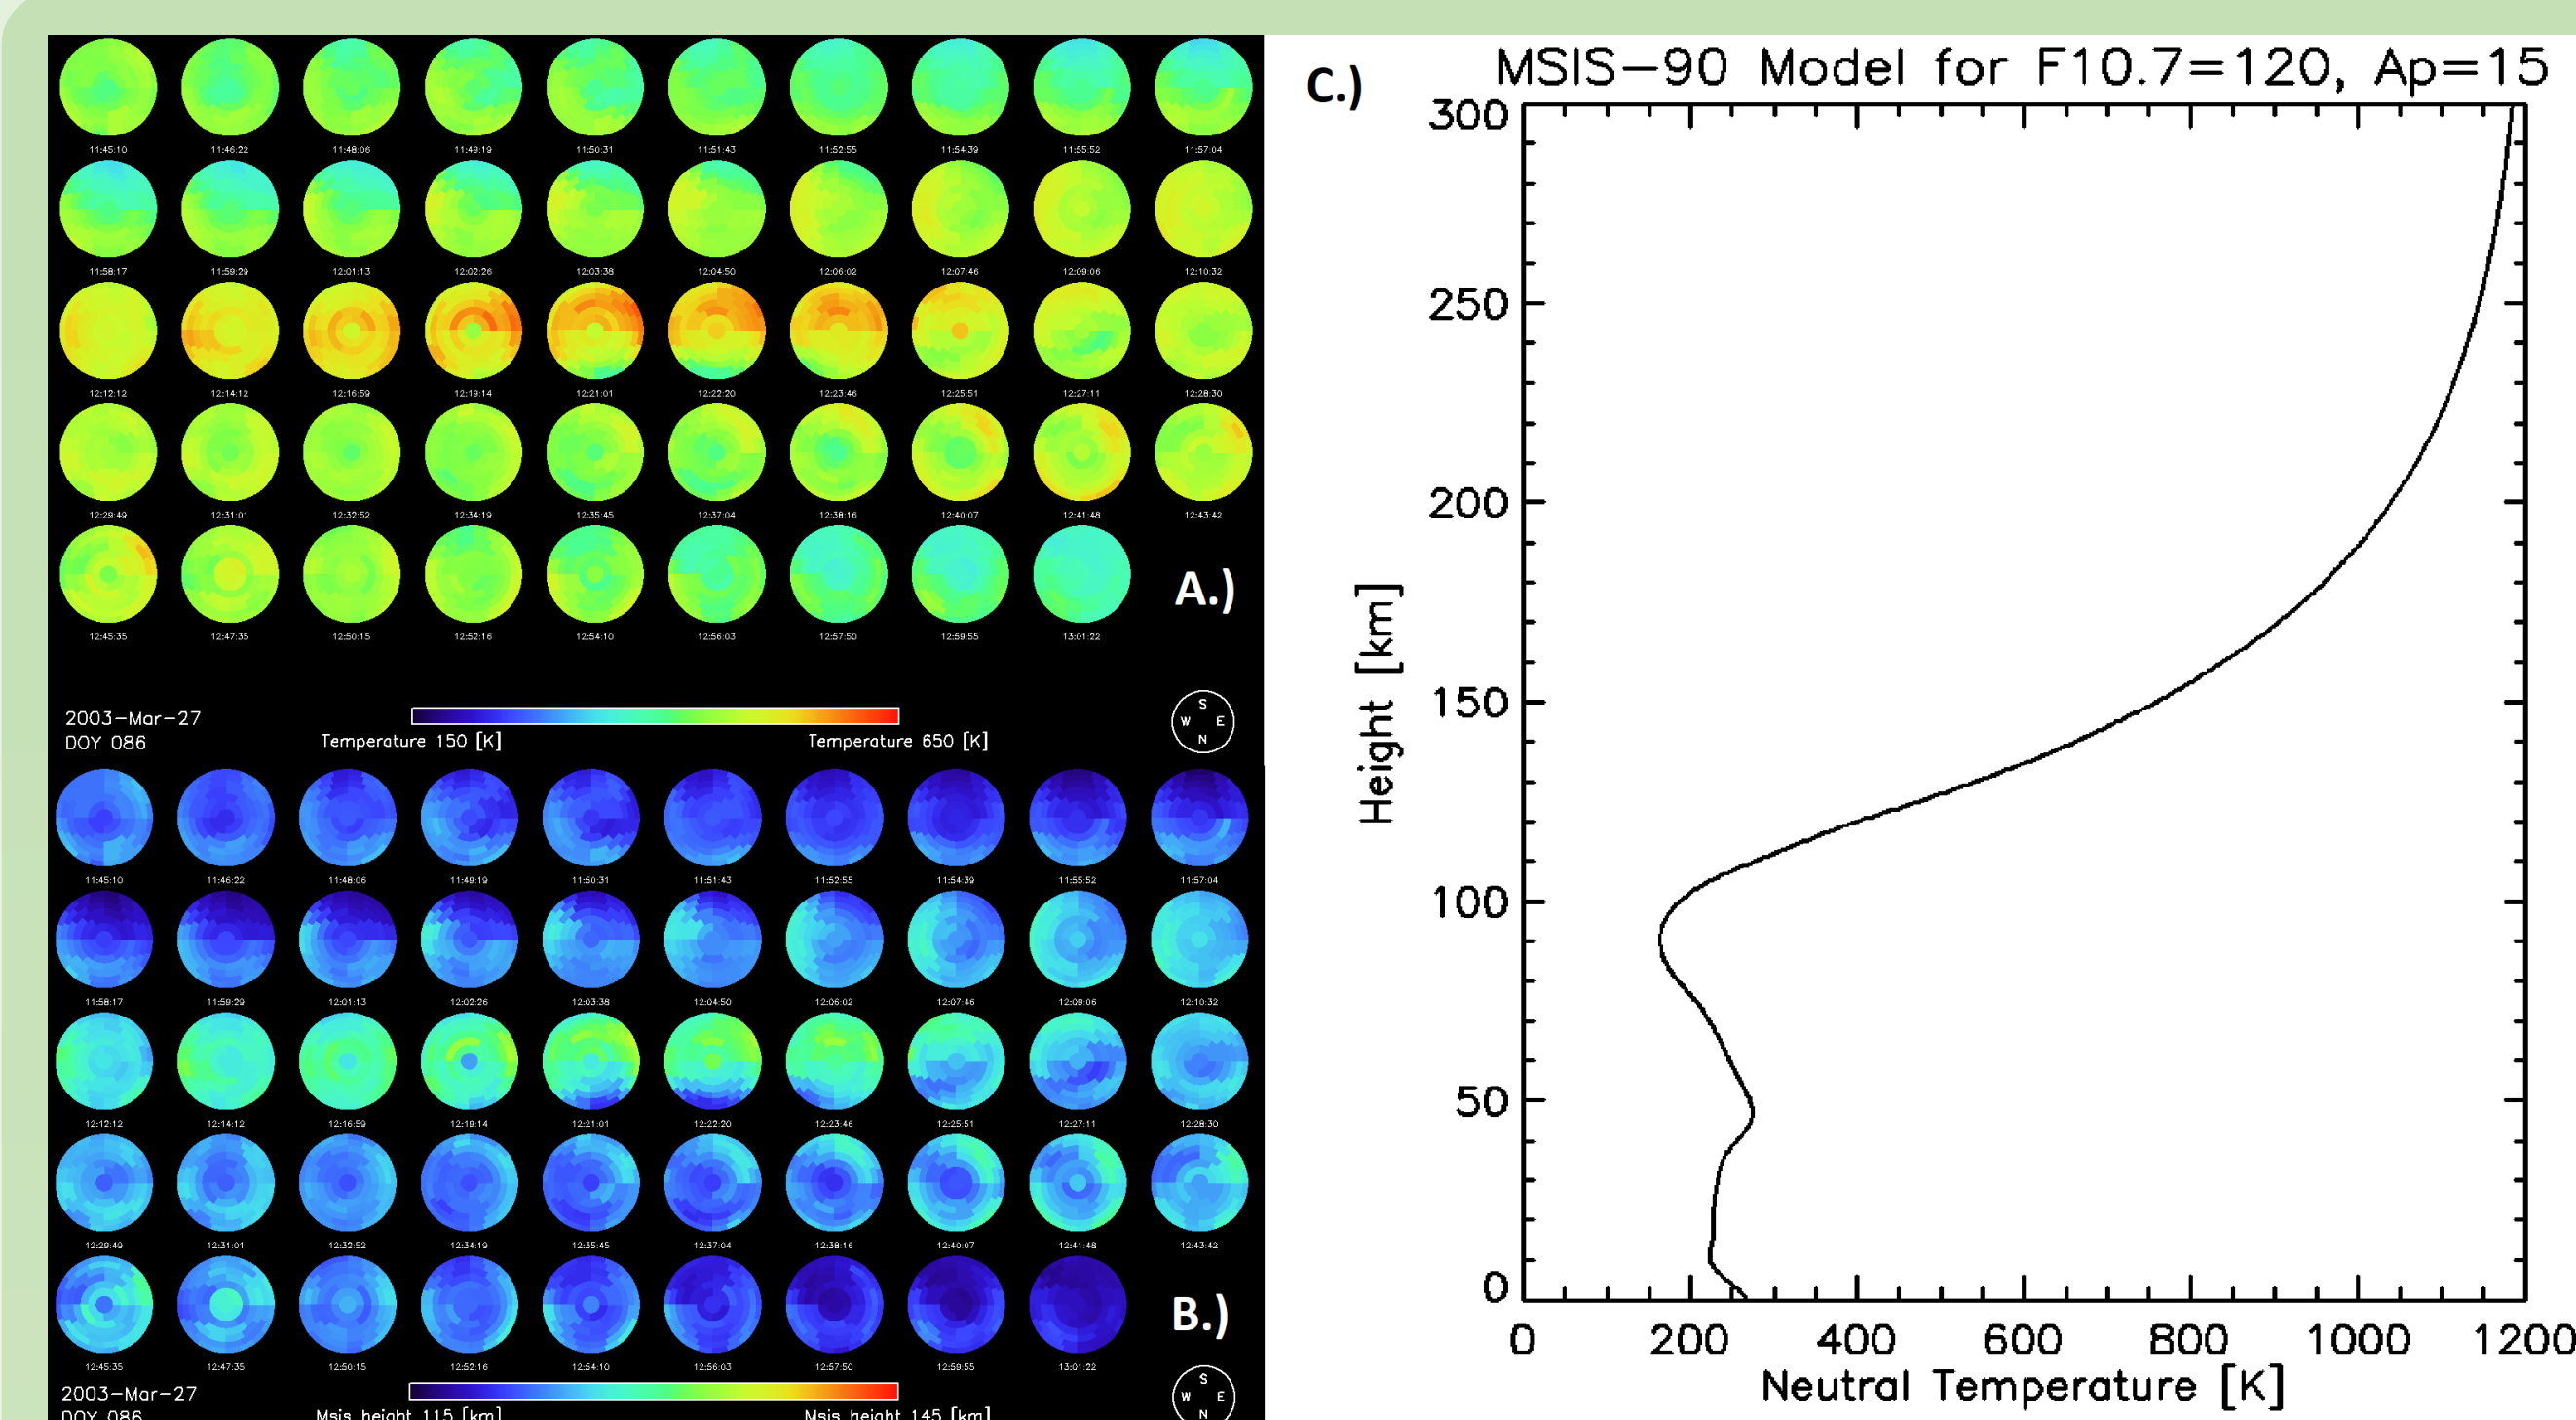 11:45:10 11:46:22 11:48:06 11:49:19 11:50:31 11:51:43 11:52:55 11:54:39 11:55:52 11:57:04
11:58:17 11:59:29 12:01:13 12:02:26 12:03:38 12:04:50 12:06:02 12:07:46 12:09:06 12:10:32
12:12:12 12:14:12 12:16:59 12:19:14 12:21:01 12:22:20 12:23:46 12:25:51 12:27:11 12:28:30
12:29:49 12:31:01 12:32:52 12:34:19 12:35:45 12:37:04 12:38:16 12:40:07 12:41:48 12:43:42
12:45:35 12:47:35 12:50:15 12:52:16 12:54:10 12:56:03 12:57:50 12:59:55 13:01:22
A.)
2003-Mar-27
DOY 086
Temperature 150 [K] Temperature 650 [K]
S
W E
N
11:45:10 11:46:22 11:48:06 11:49:19 11:50:31 11:51:43 11:52:55 11:54:39 11:55:52 11:57:04
11:58:17 11:59:29 12:01:13 12:02:26 12:03:38 12:04:50 12:06:02 12:07:46 12:09:06 12:10:32
12:12:12 12:14:12 12:16:59 12:19:14 12:21:01 12:22:20 12:23:46 12:25:51 12:27:11 12:28:30
12:29:49 12:31:01 12:32:52 12:34:19 12:35:45 12:37:04 12:38:16 12:40:07 12:41:48 12:43:42
12:45:35 12:47:35 12:50:15 12:52:16 12:54:10 12:56:03 12:57:50 12:59:55 13:01:22
B.)
2003-Mar-27
DOY 086
Msis height 115 [km] Msis height 145 [km]
S
W E
N
C.)
MSIS-90 Model for F10.7=120, Ap=15
300
250
200
150
100
50
0
Height [km]
0 200 400 600 800 1000 1200
Neutral Temperature [K]